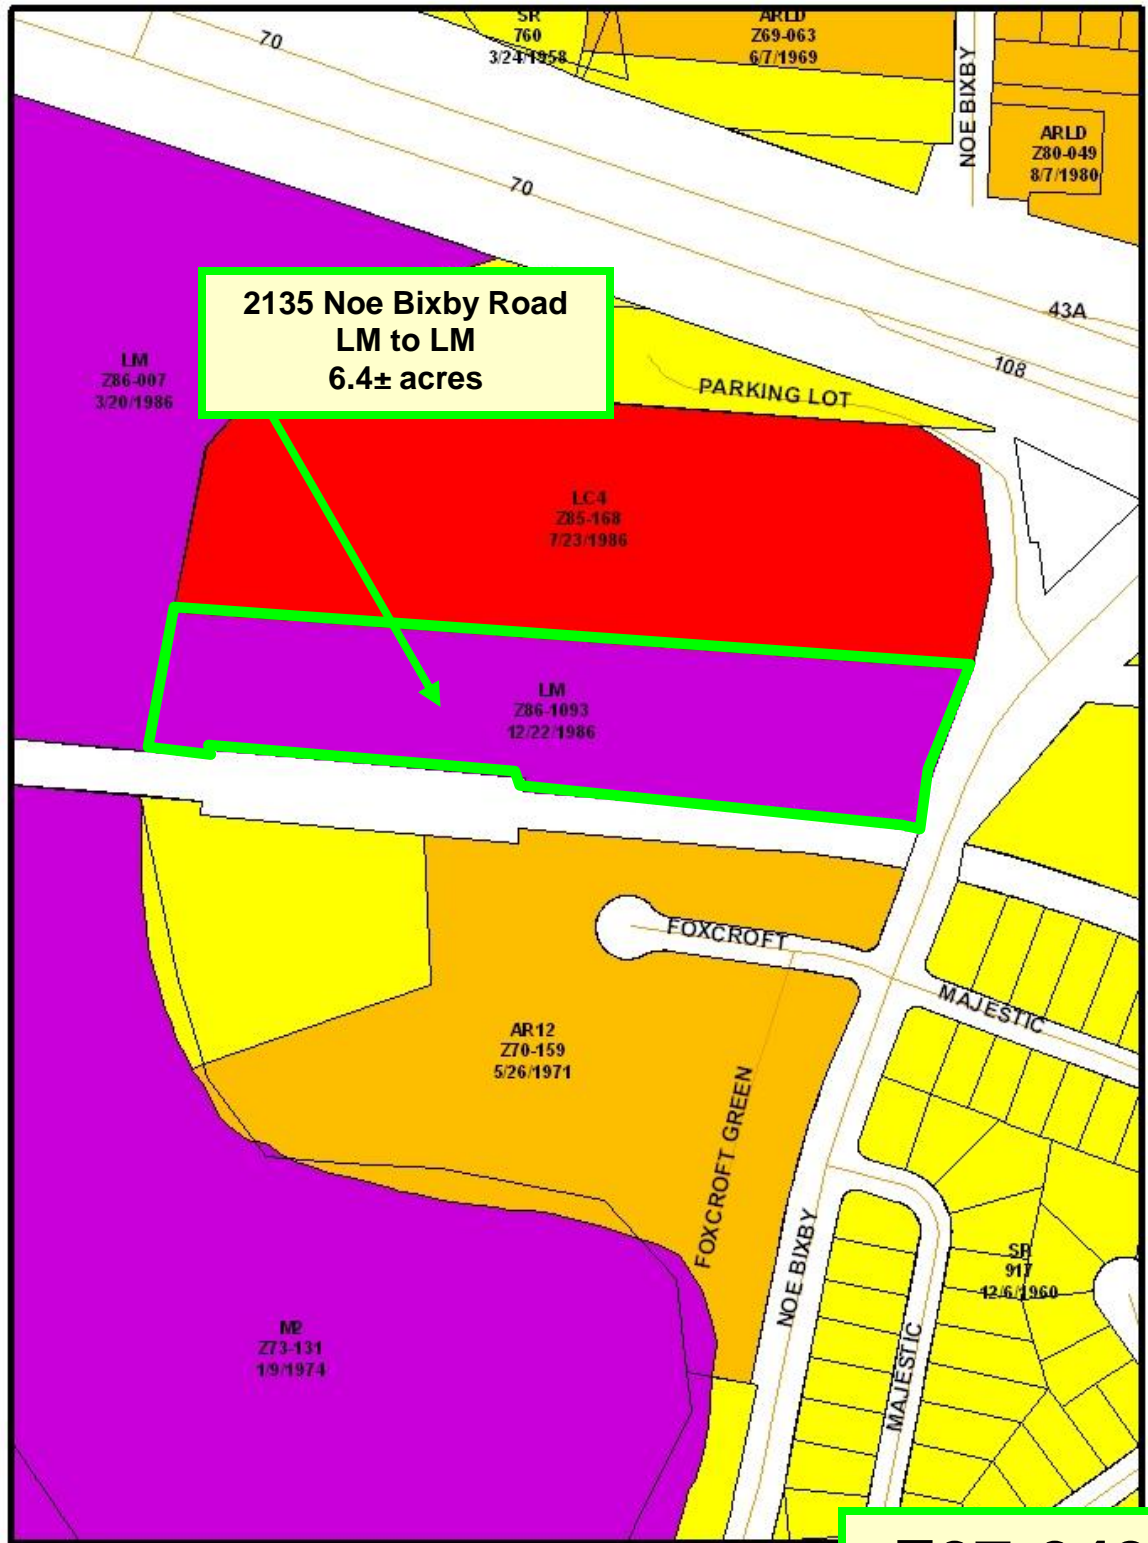 SR
760
3/24/1958
ARLD
Z69-063
6/7/1969
70
NOE BIXBY
ARLD
Z80-049
8/7/1980
70
43A
108
2135 Noe Bixby Road
LM to LM
6.4± acres
LM
Z86-007
3/20/1986
PARKING LOT
LC4
Z85-168
7/23/1986
LM
Z86-1093
12/22/1986
FOXCROFT
MAJESTIC
AR12
Z70-159
5/26/1971
FOXCROFT GREEN
NOE BIXBY
SR
917
12/6/1960
M2
Z73-131
1/9/1974
MAJESTIC